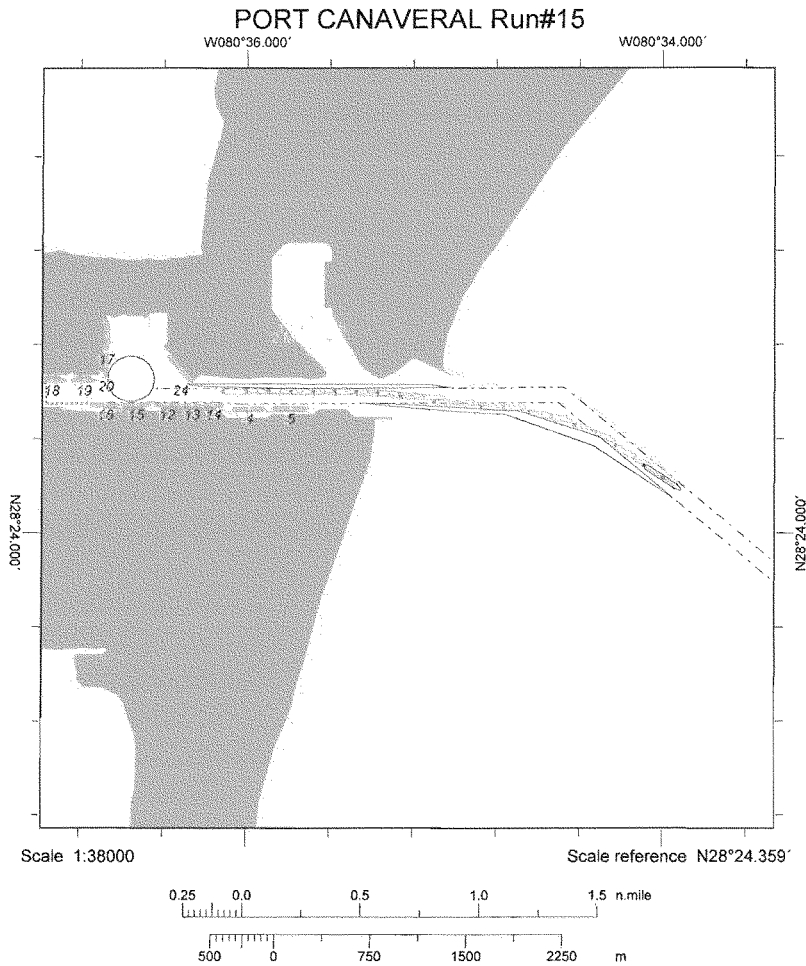 PORT CANAVERAL Run#15
W080°36.000´ W080°34.000´
17
18 19 20 24
16 15 12 13 14 4 5
N28°24.000´ N28°24.000´
Scale 1:38000 Scale reference N28°24.359´
0.25 0.0 0.5 1.0 1.5 n.mile
500 0 750 1500 2250 m